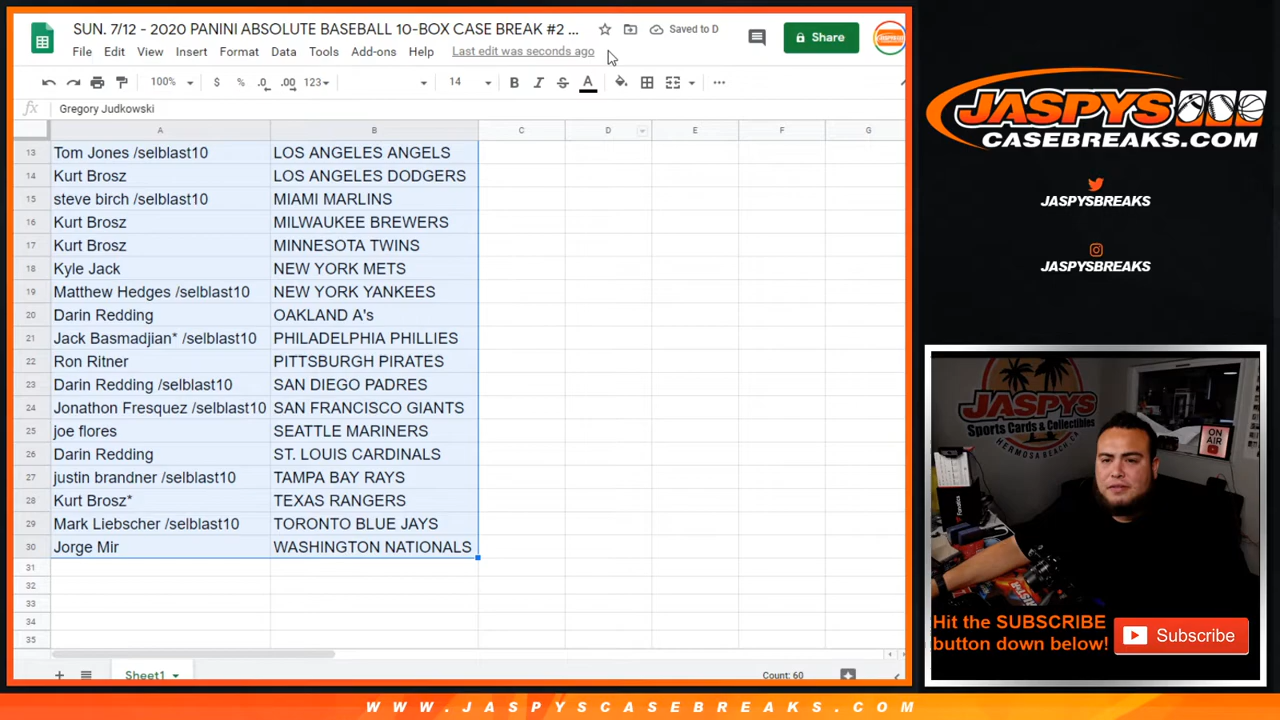 SUN. 7/12 - 2020 PANINI ABSOLUTE BASEBALL 10-BOX CASE BREAK #2 ...
Saved to D
Share
File Edit View Insert Format Data Tools Add-ons Help Last edit was seconds ago
100% $ % .0 .00 123 14 B I S A
fx Gregory Judkowski
A B C D E F G
13 Tom Jones /selblast10 LOS ANGELES ANGELS
14 Kurt Brosz LOS ANGELES DODGERS
15 steve birch /selblast10 MIAMI MARLINS
16 Kurt Brosz MILWAUKEE BREWERS
17 Kurt Brosz MINNESOTA TWINS
18 Kyle Jack NEW YORK METS
19 Matthew Hedges /selblast10 NEW YORK YANKEES
20 Darin Redding OAKLAND A's
21 Jack Basmadjian* /selblast10 PHILADELPHIA PHILLIES
22 Ron Ritner PITTSBURGH PIRATES
23 Darin Redding /selblast10 SAN DIEGO PADRES
24 Jonathon Fresquez /selblast10 SAN FRANCISCO GIANTS
25 joe flores SEATTLE MARINERS
26 Darin Redding ST. LOUIS CARDINALS
27 justin brandner /selblast10 TAMPA BAY RAYS
28 Kurt Brosz* TEXAS RANGERS
29 Mark Liebscher /selblast10 TORONTO BLUE JAYS
30 Jorge Mir WASHINGTON NATIONALS
31
32
33
34
35
Sheet1
Count: 60
JASPYS
CASEBREAKS.COM
JASPYSBREAKS
JASPYSBREAKS
JASPYS
Sports Cards & Collectibles
HERMOSA BEACH, CA
ON AIR
Fanatics
Hit the SUBSCRIBE
button down below!
Subscribe
WWW.JASPYSCASEBREAKS.COM